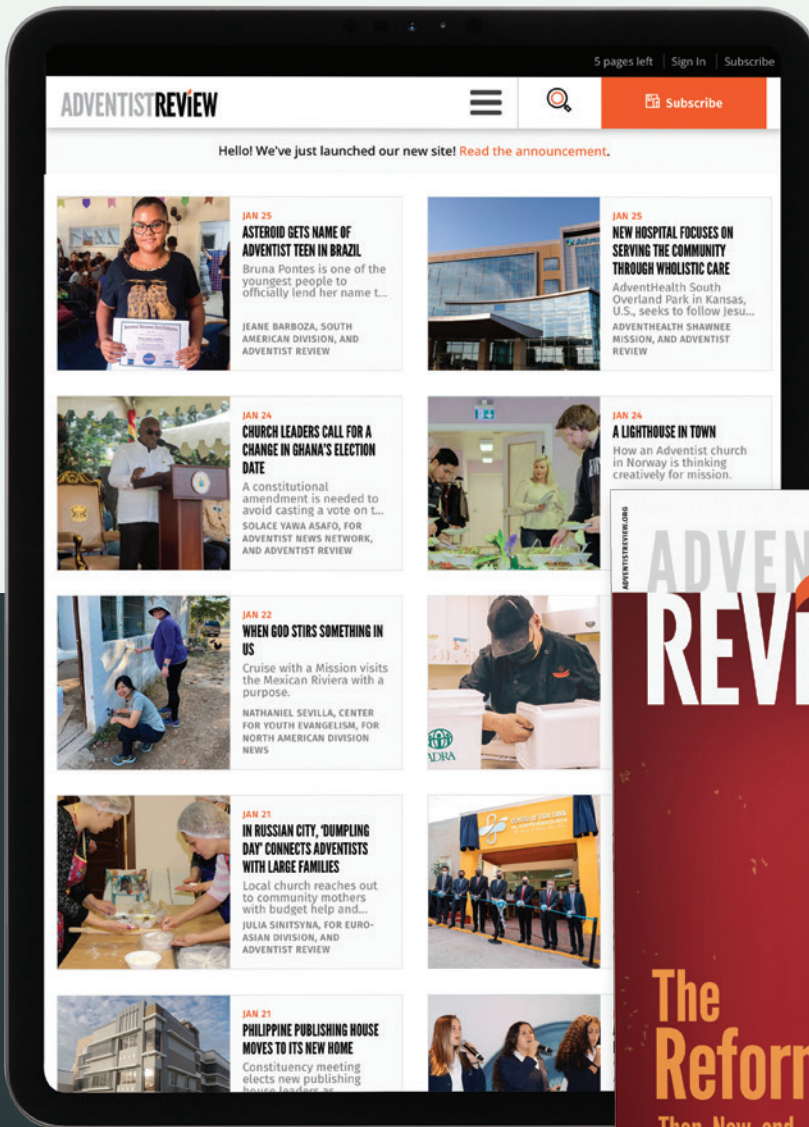 5 pages left
Sign In
Subscribe
ADVENTISTREVIEW
Subscribe
Hello! We've just launched our new site! Read the announcement.
JAN 25
ASTEROID GETS NAME OF
ADVENTIST TEEN IN BRAZIL
Bruna Pontes is one of the
youngest people to
officially lend her name t...
JEANE BARBOZA, SOUTH
AMERICAN DIVISION, AND
ADVENTIST REVIEW
JAN 25
NEW HOSPITAL FOCUSES ON
SERVING THE COMMUNITY
THROUGH WHOLISTIC CARE
AdventHealth South
Overland Park in Kansas,
U.S., seeks to follow Jesu...
ADVENTHEALTH SHAWNEE
MISSION, AND ADVENTIST
REVIEW
JAN 24
CHURCH LEADERS CALL FOR A
CHANGE IN GHANA'S ELECTION
DATE
A constitutional
amendment is needed to
avoid casting a vote on t...
SOLACE YAWA ASAFO, FOR
ADVENTIST NEWS NETWORK,
AND ADVENTIST REVIEW
JAN 24
A LIGHTHOUSE IN TOWN
How an Adventist church
in Norway is thinking
creatively for mission.
JAN 22
WHEN GOD STIRS SOMETHING IN
US
Cruise with a Mission visits
the Mexican Riviera with a
purpose.
NATHANIEL SEVILLA, CENTER
FOR YOUTH EVANGELISM, FOR
NORTH AMERICAN DIVISION
NEWS
ADRA
JAN 21
IN RUSSIAN CITY, 'DUMPLING
DAY' CONNECTS ADVENTISTS
WITH LARGE FAMILIES
Local church reaches out
to community mothers
with budget help and...
JULIA SINITSYNA, FOR EURO-
ASIAN DIVISION, AND
ADVENTIST REVIEW
JAN 21
PHILIPPINE PUBLISHING HOUSE
MOVES TO ITS NEW HOME
Constituency meeting
elects new publishing
house leaders as
ADVENTISTREVIEW.ORG
ADVEN
REVI
The
Reform
Then, Now, and